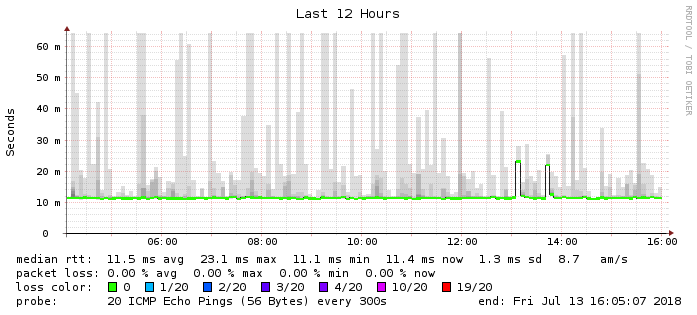 Last 12 Hours
RRDTOOL / TOBI OETIKER
Seconds
60 m
50 m
40 m
30 m
20 m
10 m
0
06:00 08:00 10:00 12:00 14:00 16:00
median rtt: 11.5 ms avg 23.1 ms max 11.1 ms min 11.4 ms now 1.3 ms sd 8.7 am/s
packet loss: 0.00 % avg 0.00 % max 0.00 % min 0.00 % now
loss color: 0 1/20 2/20 3/20 4/20 10/20 19/20
probe: 20 ICMP Echo Pings (56 Bytes) every 300s end: Fri Jul 13 16:05:07 2018